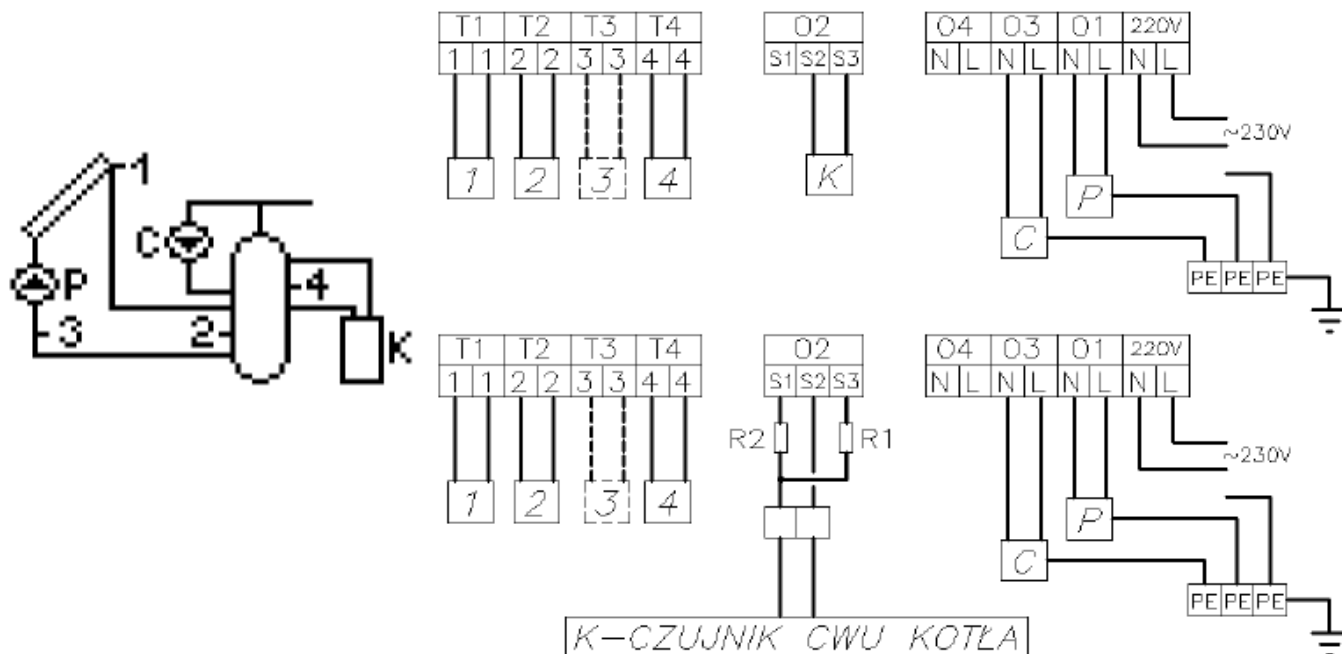 T1 T2 T3 T4 O2 O4 O3 O1 220V
1 1 2 2 3 3 4 4 S1 S2 S3 N L N L N L N L
~230V
1 2 3 4 K P
C
PE PE PE
1
C
P
4
3
2
K
T1 T2 T3 T4 O2 O4 O3 O1 220V
1 1 2 2 3 3 4 4 S1 S2 S3 N L N L N L N L
R2 R1
~230V
1 2 3 4 P
C
PE PE PE
K-CZUJNIK CWU KOTŁA